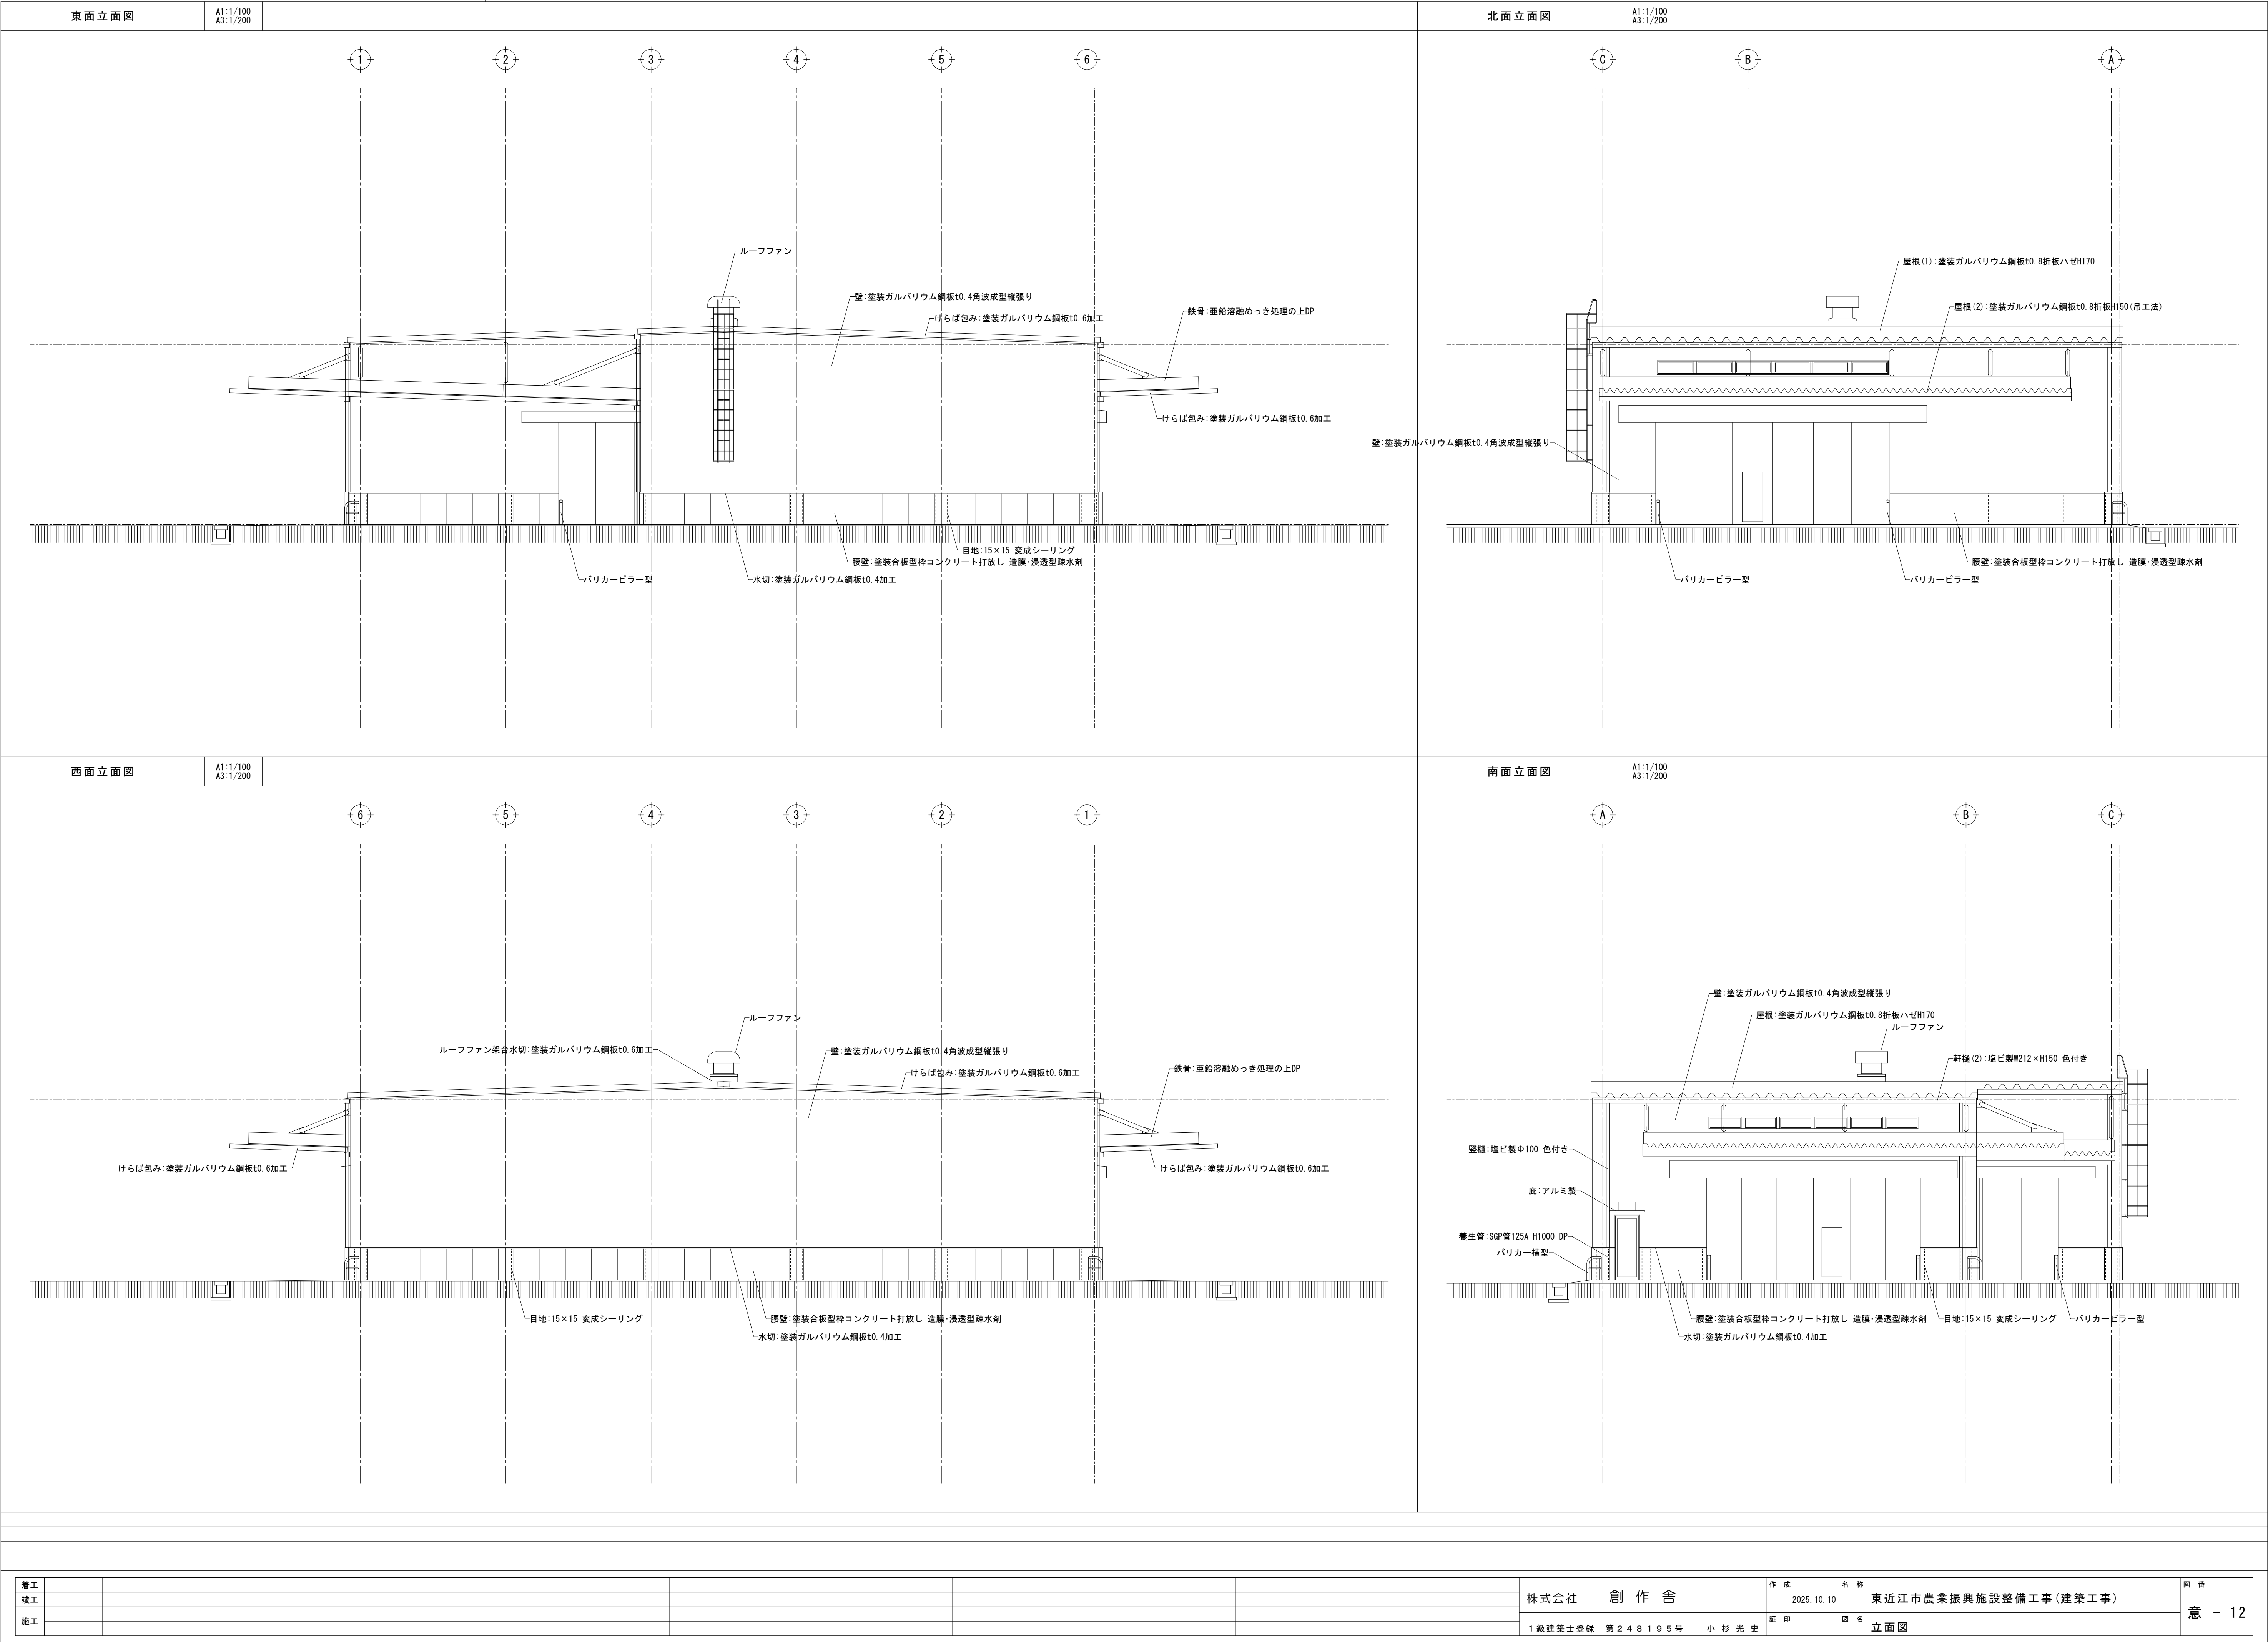 東面立面図
A1:1/100
A3:1/200
1
2
3
4
5
6
ルーフファン
壁:塗装ガルバリウム鋼板t0.4角波成型縦張り
けらば包み:塗装ガルバリウム鋼板t0.6加工
鉄骨:亜鉛溶融めっき処理の上DP
けらば包み:塗装ガルバリウム鋼板t0.6加工
目地:15×15 変成シーリング
腰壁:塗装合板型枠コンクリート打放し 造膜・浸透型疎水剤
水切:塗装ガルバリウム鋼板t0.4加工
バリカーピラー型
北面立面図
A1:1/100
A3:1/200
C
B
A
屋根(1):塗装ガルバリウム鋼板t0.8折板ハゼH170
屋根(2):塗装ガルバリウム鋼板t0.8折板H150(吊工法)
壁:塗装ガルバリウム鋼板t0.4角波成型縦張り
腰壁:塗装合板型枠コンクリート打放し 造膜・浸透型疎水剤
バリカーピラー型
バリカーピラー型
西面立面図
A1:1/100
A3:1/200
6
5
4
3
2
1
ルーフファン
ルーフファン架台水切:塗装ガルバリウム鋼板t0.6加工
壁:塗装ガルバリウム鋼板t0.4角波成型縦張り
けらば包み:塗装ガルバリウム鋼板t0.6加工
鉄骨:亜鉛溶融めっき処理の上DP
けらば包み:塗装ガルバリウム鋼板t0.6加工
けらば包み:塗装ガルバリウム鋼板t0.6加工
目地:15×15 変成シーリング
腰壁:塗装合板型枠コンクリート打放し 造膜・浸透型疎水剤
水切:塗装ガルバリウム鋼板t0.4加工
南面立面図
A1:1/100
A3:1/200
A
B
C
壁:塗装ガルバリウム鋼板t0.4角波成型縦張り
屋根:塗装ガルバリウム鋼板t0.8折板ハゼH170
ルーフファン
軒樋(2):塩ビ製W212×H150 色付き
竪樋:塩ビ製Φ100 色付き
庇:アルミ製
養生管:SGP管125A H1000 DP
バリカー横型
腰壁:塗装合板型枠コンクリート打放し 造膜・浸透型疎水剤
目地:15×15 変成シーリング
バリカーピラー型
水切:塗装ガルバリウム鋼板t0.4加工
着工
竣工
施工
株式会社 創作舎
1級建築士登録 第248195号 小杉光史
作成
2025.10.10
証印
名称
東近江市農業振興施設整備工事(建築工事)
図名
立面図
図番
意 - 12